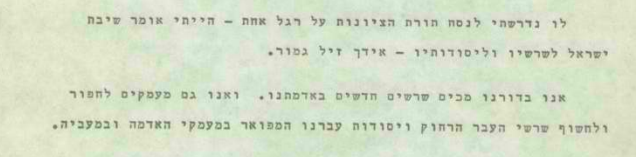 לו נדרשתי לנסח תורת הציונות על רגל אחת – הייתי אומר שיבת
ישראל לשרשיו וליסודותיו – אידך זיל גמור.
אנו בדורנו מכים שרשים חדשים באדמתנו. ואנו גם מעמקים לחפור
ולחשוף שרשי העבר הרחוק ויסודות עברנו המפואר במעמקי האדמה ובמעביה.